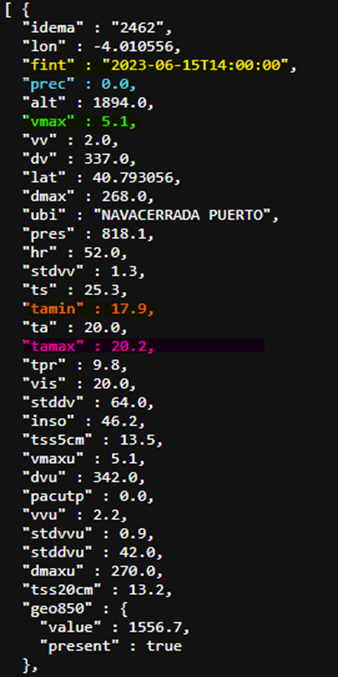 [ {
"idema" : "2462",
"lon" : -4.010556,
"fint" : "2023-06-15T14:00:00",
"prec" : 0.0,
"alt" : 1894.0,
"vmax" : 5.1,
"vv" : 2.0,
"dv" : 337.0,
"lat" : 40.793056,
"dmax" : 268.0,
"ubi" : "NAVACERRADA PUERTO",
"pres" : 818.1,
"hr" : 52.0,
"stdvv" : 1.3,
"ts" : 25.3,
"tamin" : 17.9,
"ta" : 20.0,
"tamax" : 20.2,
"tpr" : 9.8,
"vis" : 20.0,
"stddv" : 64.0,
"inso" : 46.2,
"tss5cm" : 13.5,
"vmaxu" : 5.1,
"dvu" : 342.0,
"pacutp" : 0.0,
"vvu" : 2.2,
"stdvvu" : 0.9,
"stddvu" : 42.0,
"dmaxu" : 270.0,
"tss20cm" : 13.2,
"geo850" : {
"value" : 1556.7,
"present" : true
},